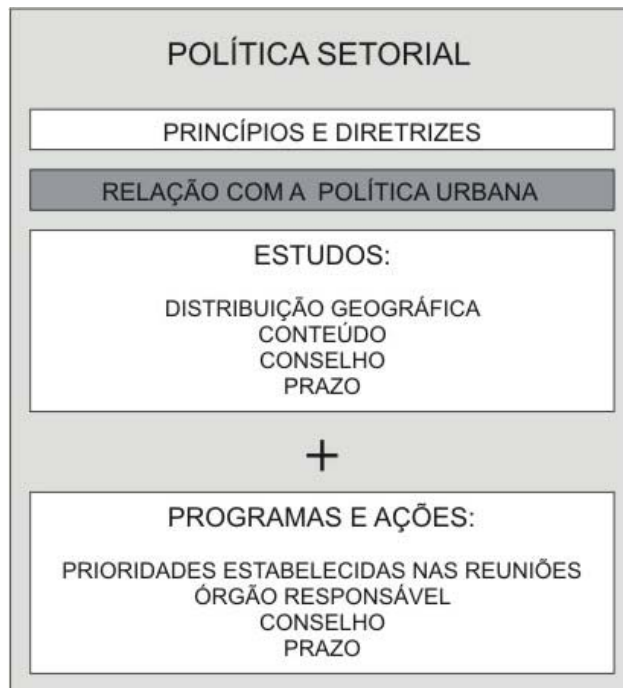 POLÍTICA SETORIAL
PRINCÍPIOS E DIRETRIZES
RELAÇÃO COM A POLÍTICA URBANA
ESTUDOS:
DISTRIBUIÇÃO GEOGRÁFICA
CONTEÚDO
CONSELHO
PRAZO
+
PROGRAMAS E AÇÕES:
PRIORIDADES ESTABELECIDAS NAS REUNIÕES
ÓRGÃO RESPONSÁVEL
CONSELHO
PRAZO